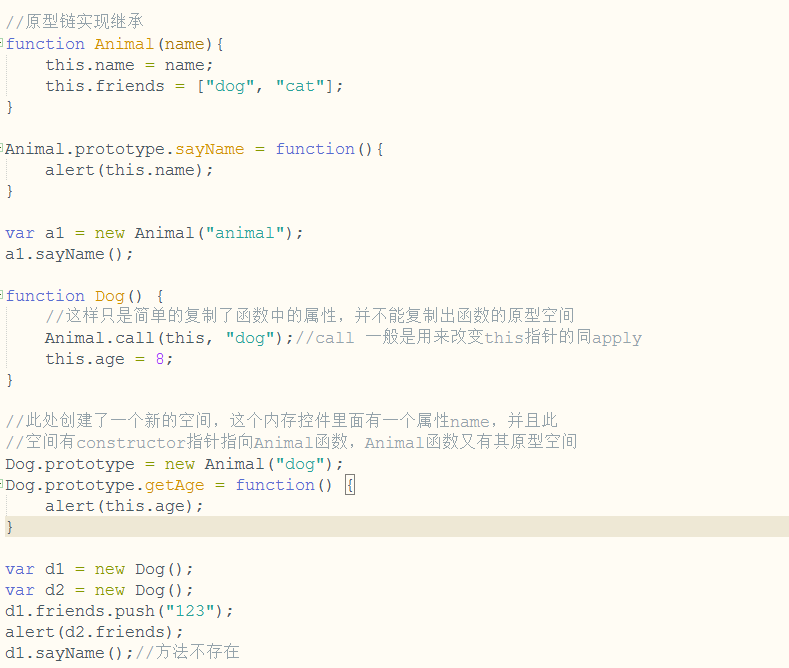 //原型链实现继承
function Animal(name){
    this.name = name;
    this.friends = ["dog", "cat"];
}
Animal.prototype.sayName = function(){
    alert(this.name);
}
var a1 = new Animal("animal");
a1.sayName();
function Dog() {
    //这样只是简单的复制了函数中的属性，并不能复制出函数的原型空间
    Animal.call(this, "dog");//call 一般是用来改变this指针的同apply
    this.age = 8;
}
//此处创建了一个新的空间，这个内存控件里面有一个属性name，并且此
//空间有constructor指针指向Animal函数，Animal函数又有其原型空间
Dog.prototype = new Animal("dog");
Dog.prototype.getAge = function() {
    alert(this.age);
}
var d1 = new Dog();
var d2 = new Dog();
d1.friends.push("123");
alert(d2.friends);
d1.sayName();//方法不存在